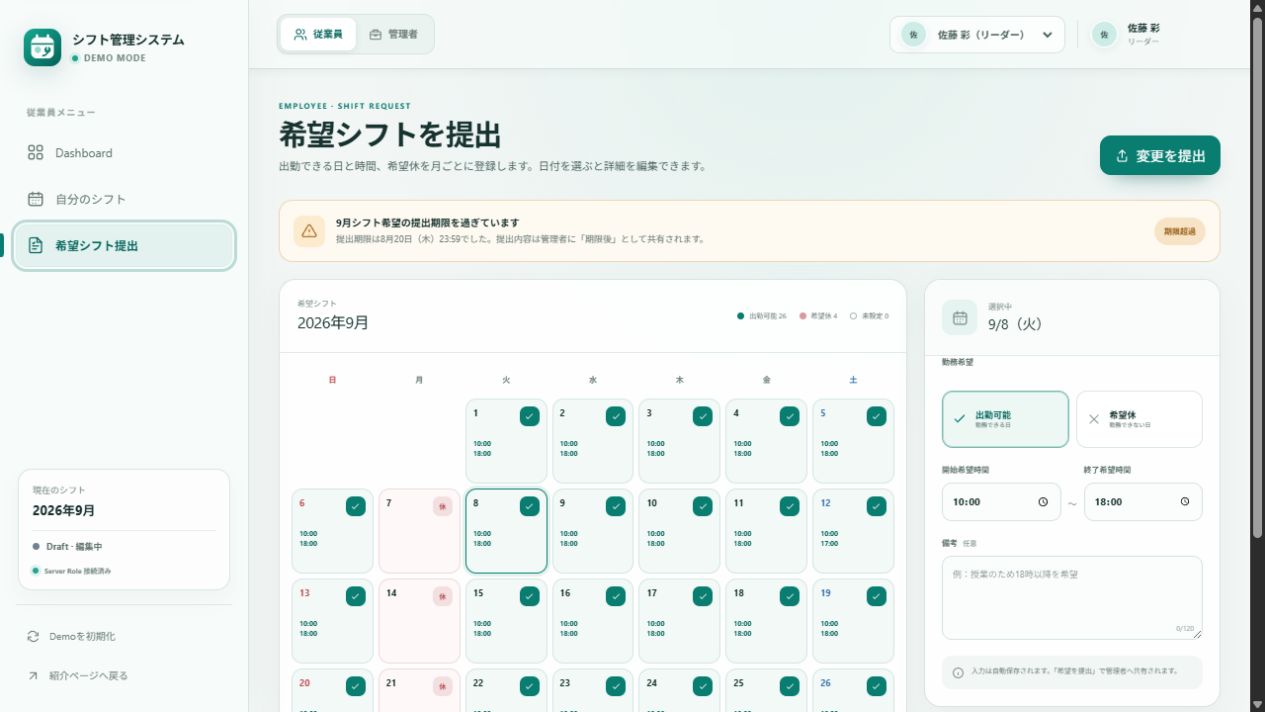 シフト管理システム
DEMO MODE
従業員メニュー
Dashboard
自分のシフト
希望シフト提出
現在のシフト
2026年9月
Draft · 編集中
Server Role 接続済み
Demoを初期化
紹介ページへ戻る
従業員
管理者
佐
佐藤 彩（リーダー）
佐
佐藤 彩
リーダー
EMPLOYEE · SHIFT REQUEST
希望シフトを提出
出勤できる日と時間、希望休を月ごとに登録します。日付を選ぶと詳細を編集できます。
変更を提出
9月シフト希望の提出期限を過ぎています
提出期限は8月20日（木）23:59でした。提出内容は管理者に「期限後」として共有されます。
期限超過
希望シフト
2026年9月
出勤可能 26
希望休 4
未設定 0
日 月 火 水 木 金 土
1 2 3 4 5
10:00 10:00 10:00 10:00 10:00
18:00 18:00 18:00 18:00 18:00
6 7 休 8 9 10 11 12
10:00 10:00 10:00 10:00 10:00 10:00
18:00 18:00 18:00 18:00 18:00 17:00
13 14 休 15 16 17 18 19
10:00 10:00 10:00 10:00 10:00 10:00
18:00 18:00 18:00 18:00 18:00 18:00
20 21 休 22 23 24 25 26
選択中
9/8（火）
勤務希望
出勤可能
勤務できる日
希望休
勤務できない日
開始希望時間 終了希望時間
10:00 ～ 18:00
備考 任意
例：授業のため18時以降を希望
0/120
入力は自動保存されます。「希望を提出」で管理者へ共有されます。